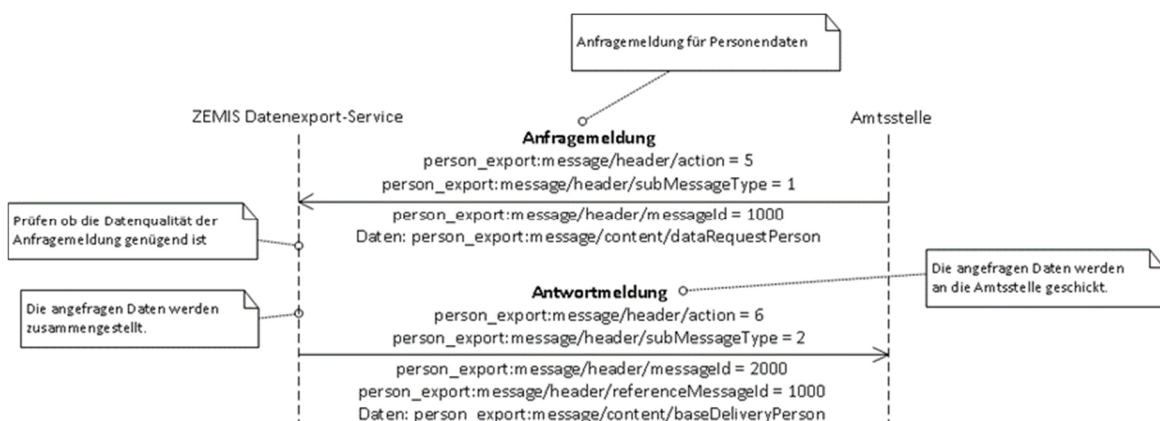 Anfragemeldung für Personendaten
ZEMIS Datenexport-Service
Amtsstelle
Anfragemeldung
person_export:message/header/action = 5
person_export:message/header/subMessageType = 1
person_export:message/header/messageId = 1000
Daten: person_export:message/content/dataRequestPerson
Prüfen ob die Datenqualität der
Anfragemeldung genügend ist
Die angefragen Daten werden
an die Amtsstelle geschickt.
Antwortmeldung
Die angefragen Daten werden
zusammengestellt.
person_export:message/header/action = 6
person_export:message/header/subMessageType = 2
person_export:message/header/messageId = 2000
person_export:message/header/referenceMessageId = 1000
Daten: person_export:message/content/baseDeliveryPerson